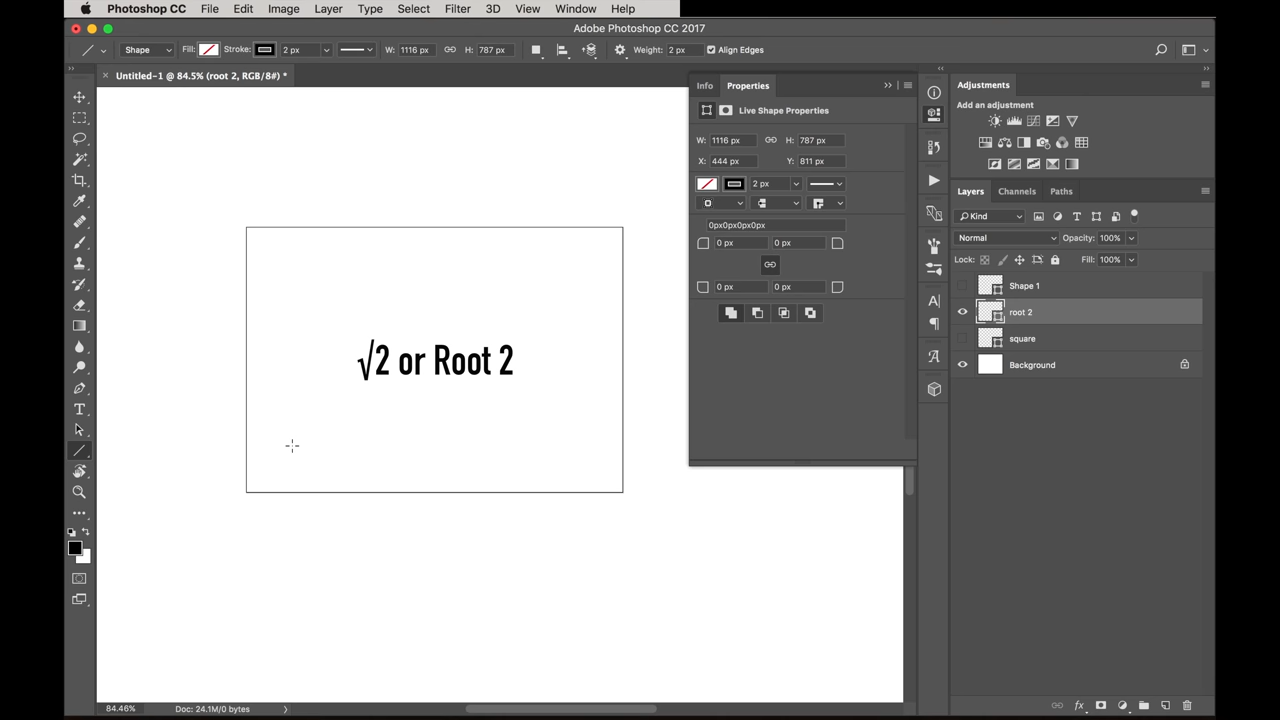 Photoshop CC File Edit Image Layer Type Select Filter 3D View Window Help
Adobe Photoshop CC 2017
Shape Fill: Stroke: 2 px W: 1116 px H: 787 px Weight: 2 px Align Edges
Untitled-1 @ 84.5% (root 2, RGB/8#) *
Info Properties
Live Shape Properties
W: 1116 px H: 787 px
X: 444 px Y: 811 px
2 px
0px0px0px0px
0 px 0 px
0 px 0 px
Adjustments
Add an adjustment
Layers Channels Paths
Kind
Normal Opacity: 100%
Lock: Fill: 100%
Shape 1
root 2
square
Background
√2 or Root 2
84.46% Doc: 24.1M/0 bytes